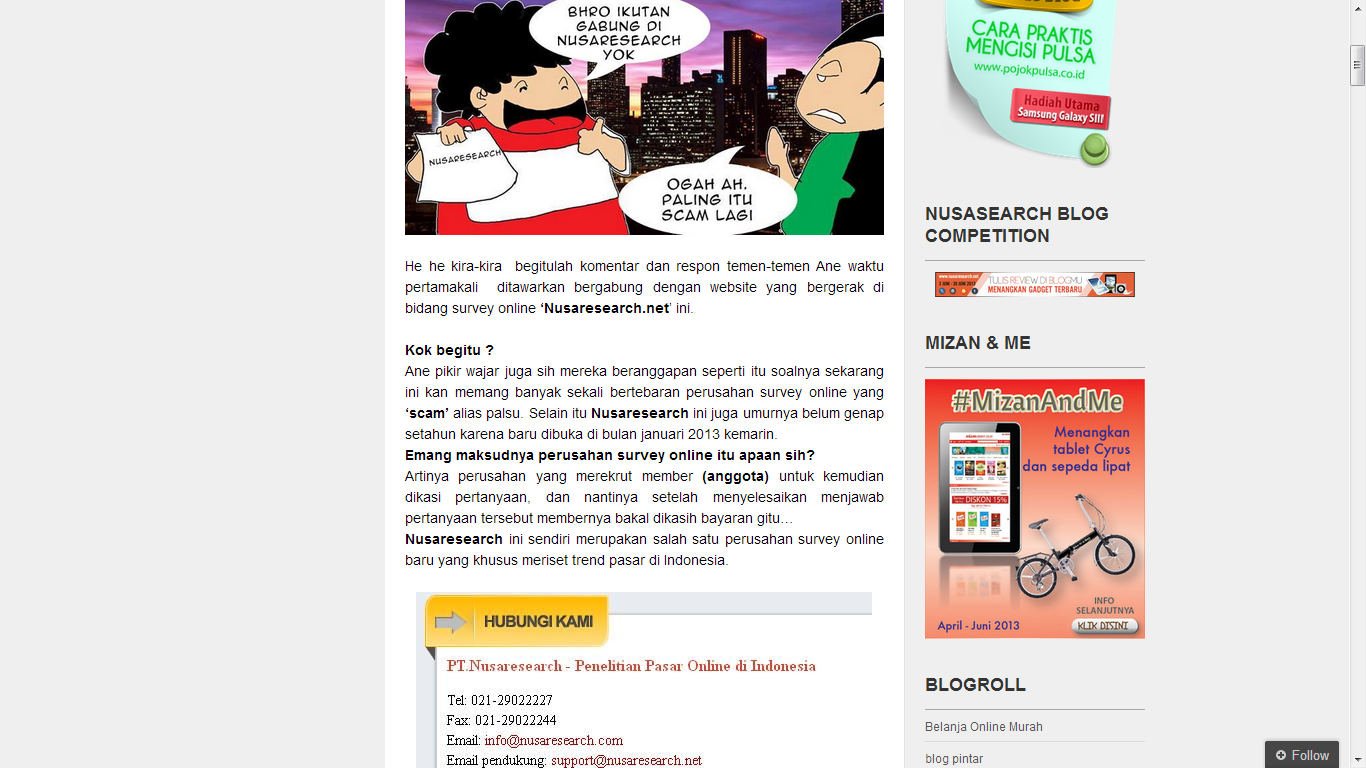 BHRO IKUTAN
GABUNG DI
NUSARESEARCH
YOK
NUSARESEARCH
OGAH AH.
PALING ITU
SCAM LAGI
He he kira-kira begitulah komentar dan respon temen-temen Ane waktu
pertamakali ditawarkan bergabung dengan website yang bergerak di
bidang survey online ‘Nusaresearch.net’ ini.
Kok begitu ?
Ane pikir wajar juga sih mereka beranggapan seperti itu soalnya sekarang
ini kan memang banyak sekali bertebaran perusahan survey online yang
‘scam’ alias palsu. Selain itu Nusaresearch ini juga umurnya belum genap
setahun karena baru dibuka di bulan januari 2013 kemarin.
Emang maksudnya perusahan survey online itu apaan sih?
Artinya perusahan yang merekrut member (anggota) untuk kemudian
dikasi pertanyaan, dan nantinya setelah menyelesaikan menjawab
pertanyaan tersebut membernya bakal dikasih bayaran gitu…
Nusaresearch ini sendiri merupakan salah satu perusahan survey online
baru yang khusus meriset trend pasar di Indonesia.
HUBUNGI KAMI
PT.Nusaresearch - Penelitian Pasar Online di Indonesia
Tel: 021-29022227
Fax: 021-29022244
Email: info@nusaresearch.com
Email pendukung: support@nusaresearch.net
CARA PRAKTIS
MENGISI PULSA
www.pojokpulsa.co.id
Hadiah Utama
Samsung Galaxy SIII!
NUSASEARCH BLOG
COMPETITION
www.nusaresearch.net
TULIS REVIEW DI BLOGMU
MENANGKAN GADGET TERBARU
MIZAN & ME
#MizanAndMe
Menangkan
tablet Cyrus
dan sepeda lipat
DISKON 15%
INFO
SELANJUTNYA
KLIK DISINI
April - Juni 2013
BLOGROLL
Belanja Online Murah
blog pintar
Follow